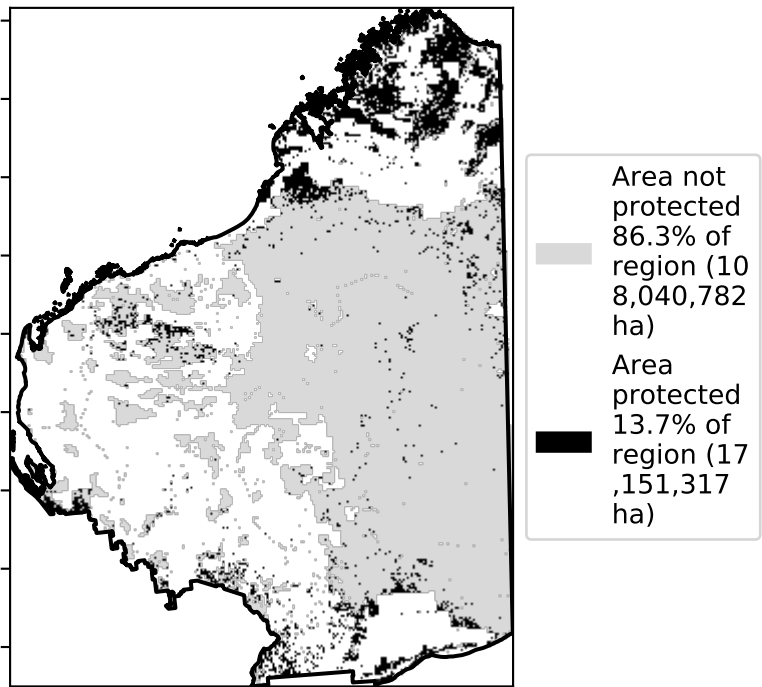 Area not
protected
86.3% of
region (10
8,040,782
ha)
Area
protected
13.7% of
region (17
,151,317
ha)